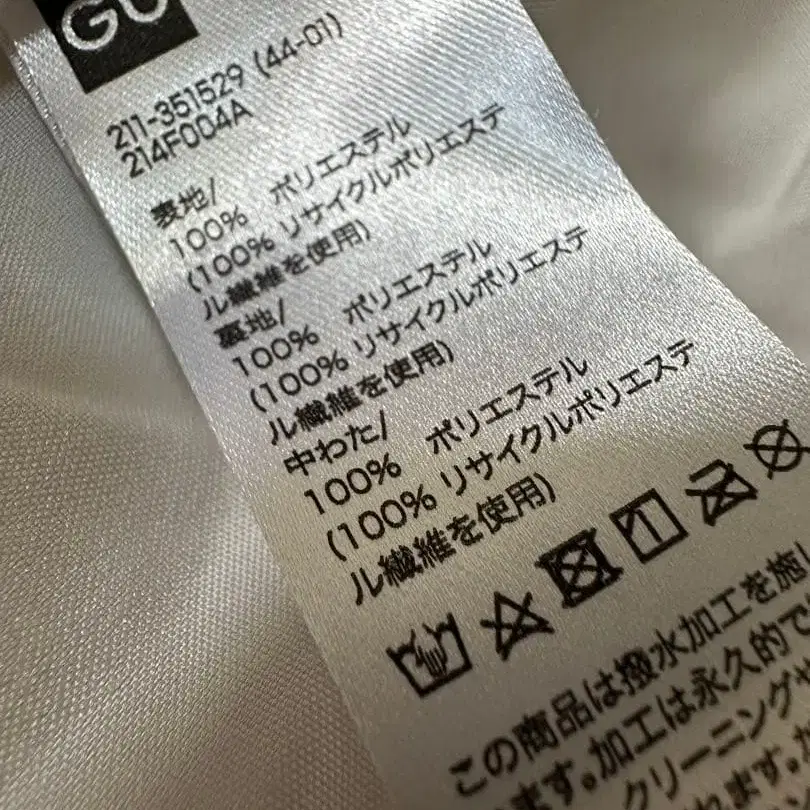 GU
211-351529 (44-01)
214F004A
表地/
100% ポリエステル
(100% リサイクルポリエステ
ル繊維を使用)
裏地/
100% ポリエステル
(100% リサイクルポリエステ
ル繊維を使用)
中わた/
100% ポリエステル
(100% リサイクルポリエステ
ル繊維を使用)
この商品は撥水加工を施し
ます。加工は永久的で
クリーニングや
れます。